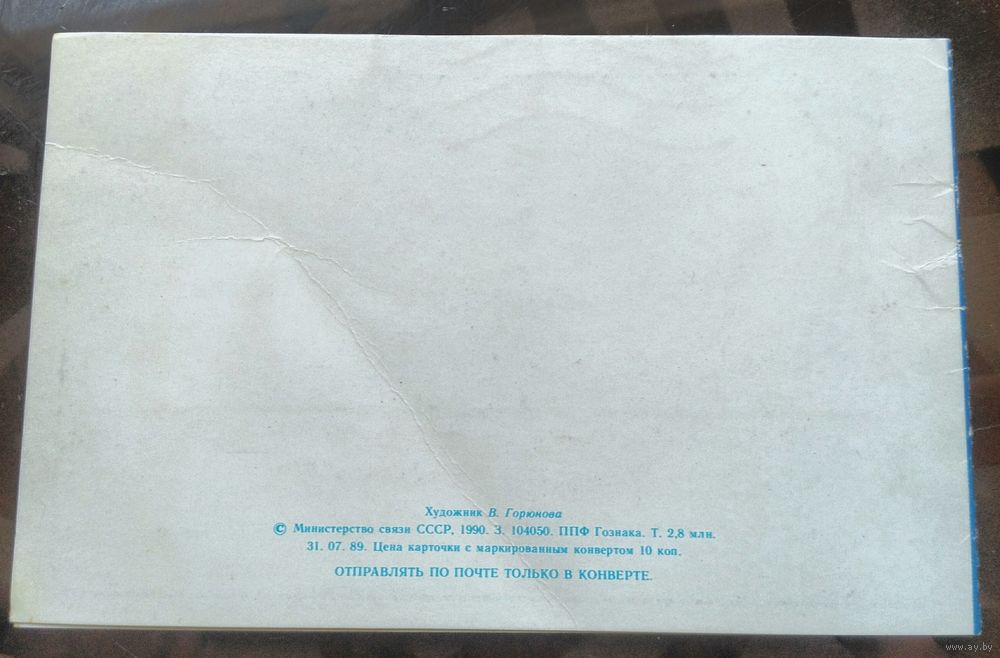 Художник В. Горюнова
© Министерство связи СССР, 1990. З. 104050. ППФ Гознака. Т. 2,8 млн.
31. 07. 89. Цена карточки с маркированным конвертом 10 коп.
ОТПРАВЛЯТЬ ПО ПОЧТЕ ТОЛЬКО В КОНВЕРТЕ.
www.ay.by